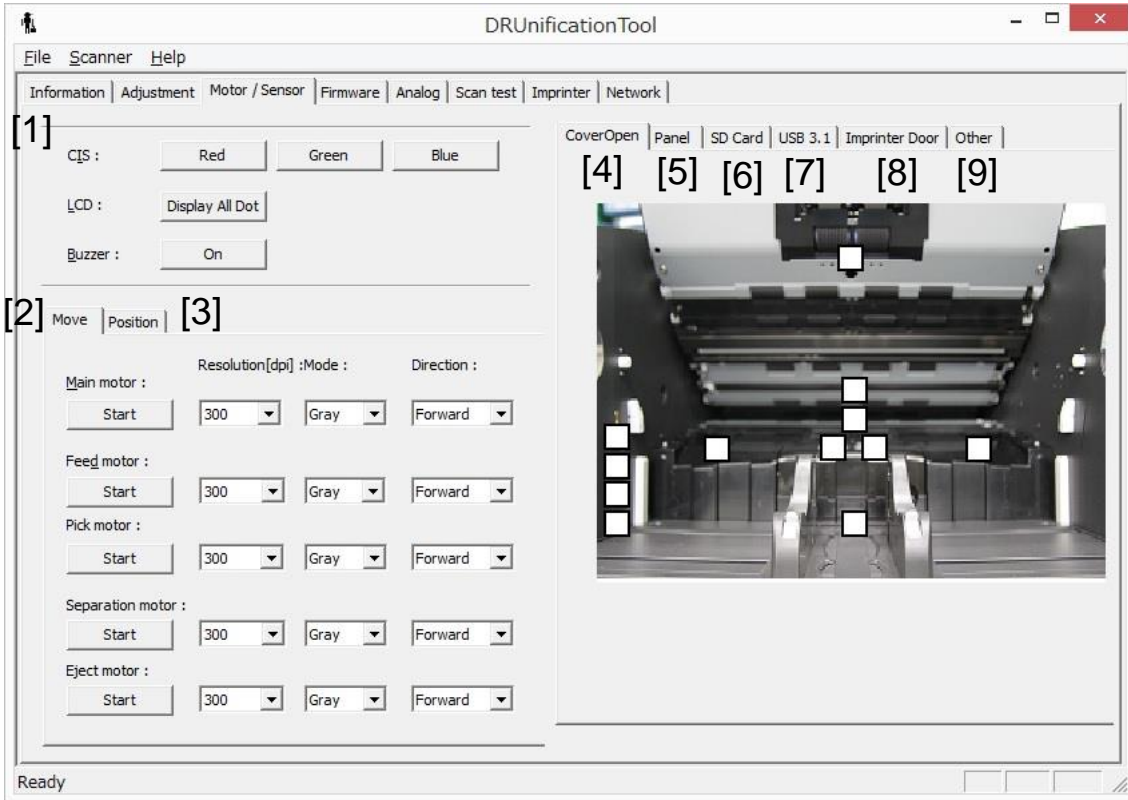 DRUnificationTool
File Scanner Help
Information Adjustment Motor / Sensor Firmware Analog Scan test Imprinter Network
[1]
CIS : Red Green Blue
LCD : Display All Dot
Buzzer : On
[2] Move Position [3]
Resolution[dpi] :Mode : Direction :
Main motor :
Start 300 Gray Forward
Feed motor :
Start 300 Gray Forward
Pick motor :
Start 300 Gray Forward
Separation motor :
Start 300 Gray Forward
Eject motor :
Start 300 Gray Forward
CoverOpen Panel SD Card USB 3.1 Imprinter Door Other
[4] [5] [6] [7] [8] [9]
Ready